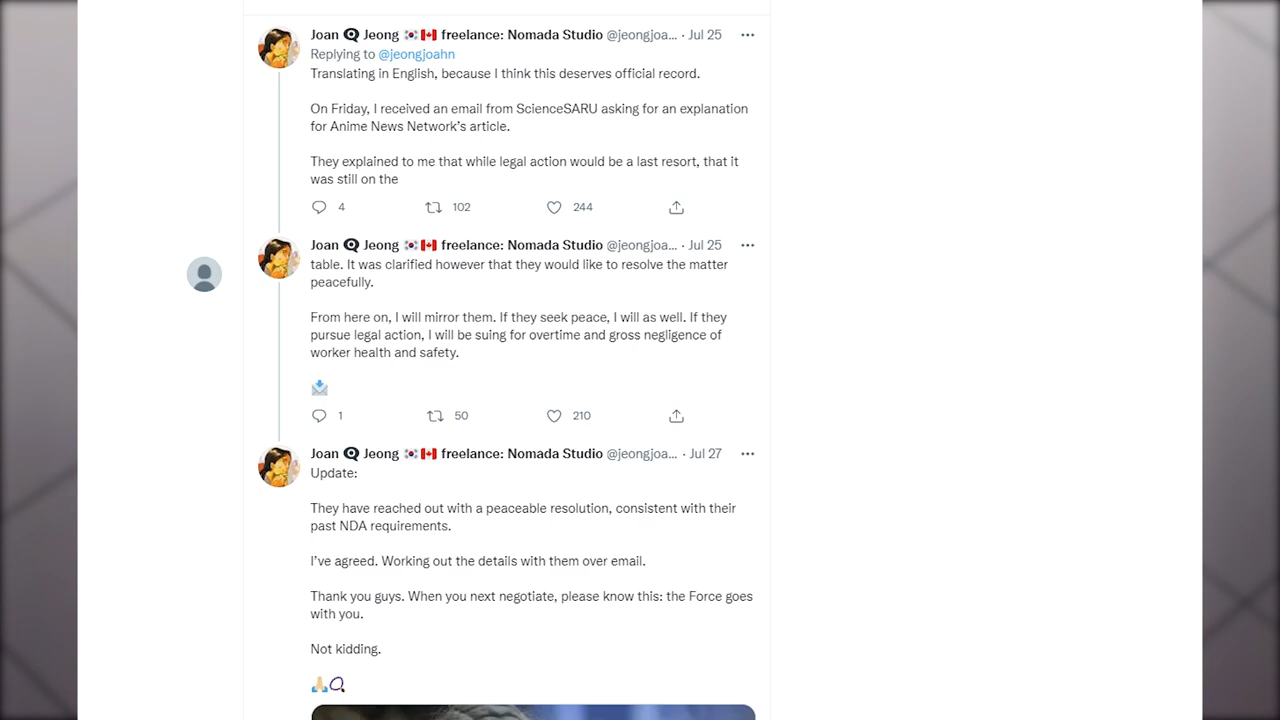 Joan Jeong 🇰🇷🇨🇦 freelance: Nomada Studio @jeongjoa... · Jul 25
Replying to @jeongjoahn
Translating in English, because I think this deserves official record.
On Friday, I received an email from ScienceSARU asking for an explanation
for Anime News Network's article.
They explained to me that while legal action would be a last resort, that it
was still on the
4 102 244
Joan Jeong 🇰🇷🇨🇦 freelance: Nomada Studio @jeongjoa... · Jul 25
table. It was clarified however that they would like to resolve the matter
peacefully.
From here on, I will mirror them. If they seek peace, I will as well. If they
pursue legal action, I will be suing for overtime and gross negligence of
worker health and safety.
1 50 210
Joan Jeong 🇰🇷🇨🇦 freelance: Nomada Studio @jeongjoa... · Jul 27
Update:
They have reached out with a peaceable resolution, consistent with their
past NDA requirements.
I've agreed. Working out the details with them over email.
Thank you guys. When you next negotiate, please know this: the Force goes
with you.
Not kidding.